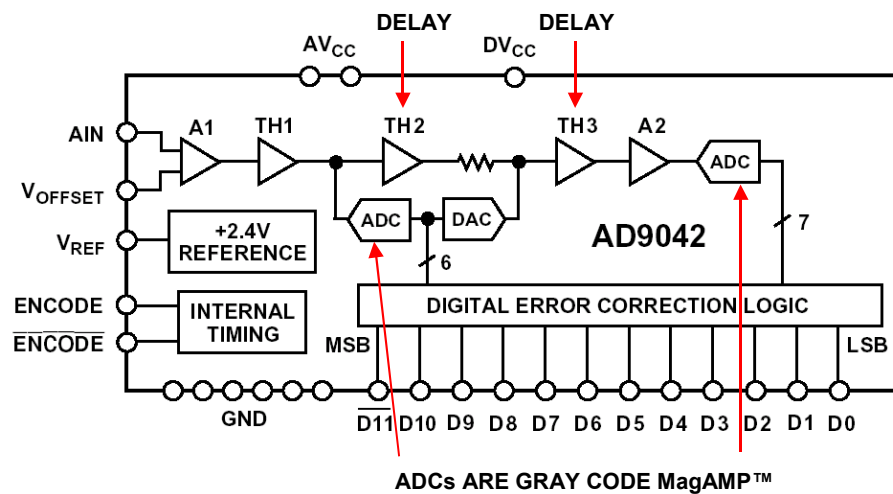 DELAY DELAY
AVCC DVCC
A1 TH1 TH2 TH3 A2
AIN
ADC
VOFFSET
ADC DAC
7
+2.4V
REFERENCE
AD9042
VREF
6
ENCODE
INTERNAL
TIMING
DIGITAL ERROR CORRECTION LOGIC
ENCODE
MSB LSB
GND
D11 D10 D9 D8 D7 D6 D5 D4 D3 D2 D1 D0
ADCs ARE GRAY CODE MagAMP™